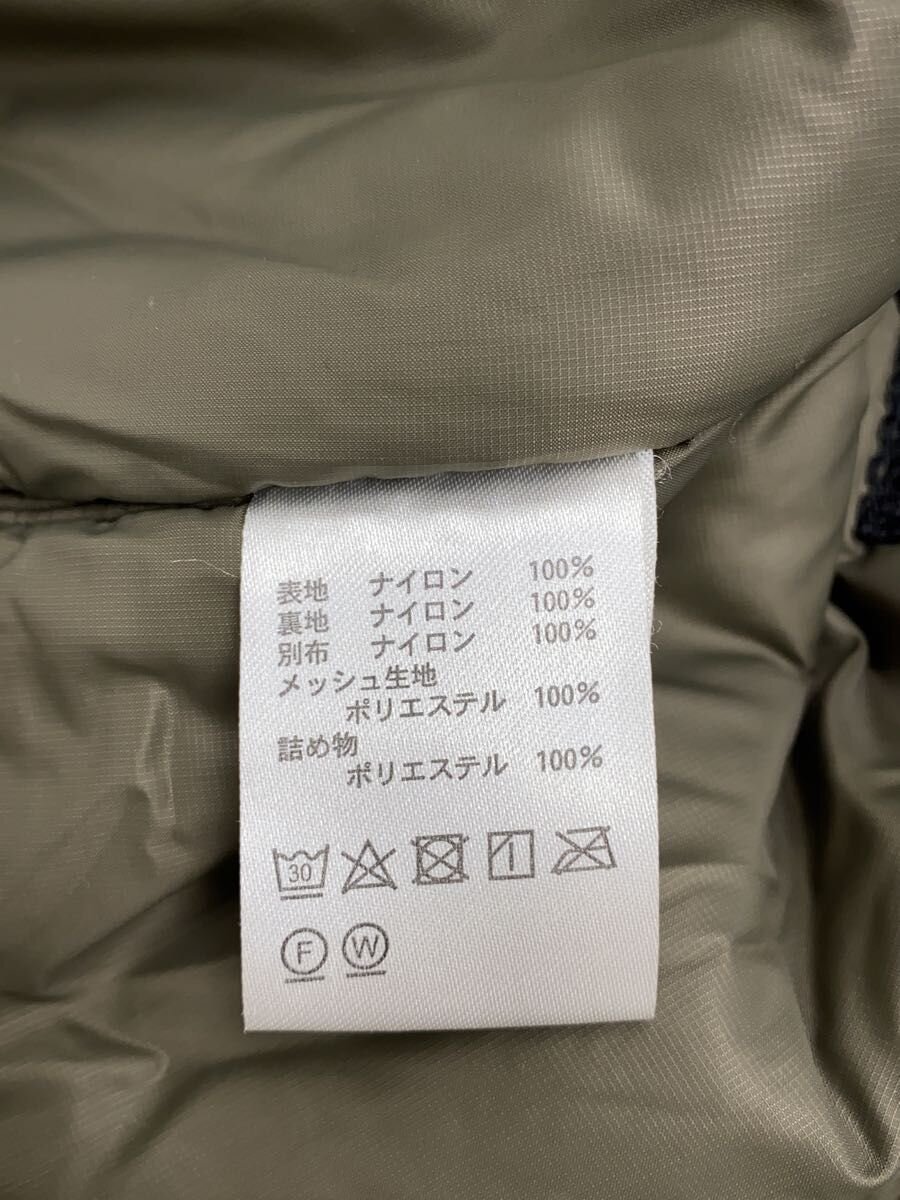 表地 ナイロン 100%
裏地 ナイロン 100%
別布 ナイロン 100%
メッシュ生地
ポリエステル 100%
詰め物
ポリエステル 100%
30
F W